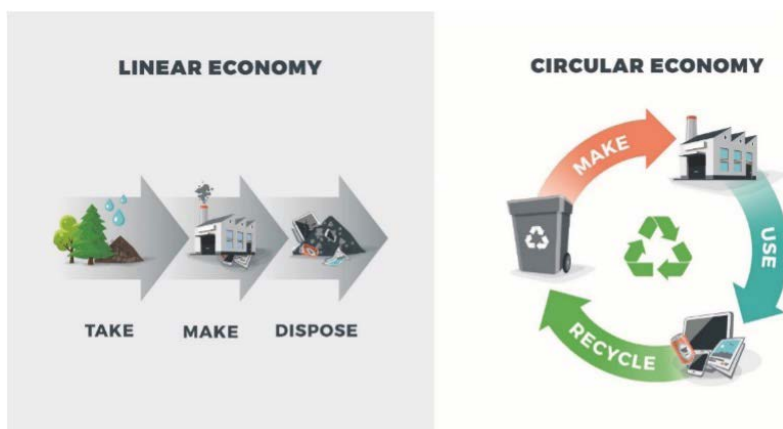 LINEAR ECONOMY
TAKE
MAKE
DISPOSE
CIRCULAR ECONOMY
MAKE
USE
RECYCLE